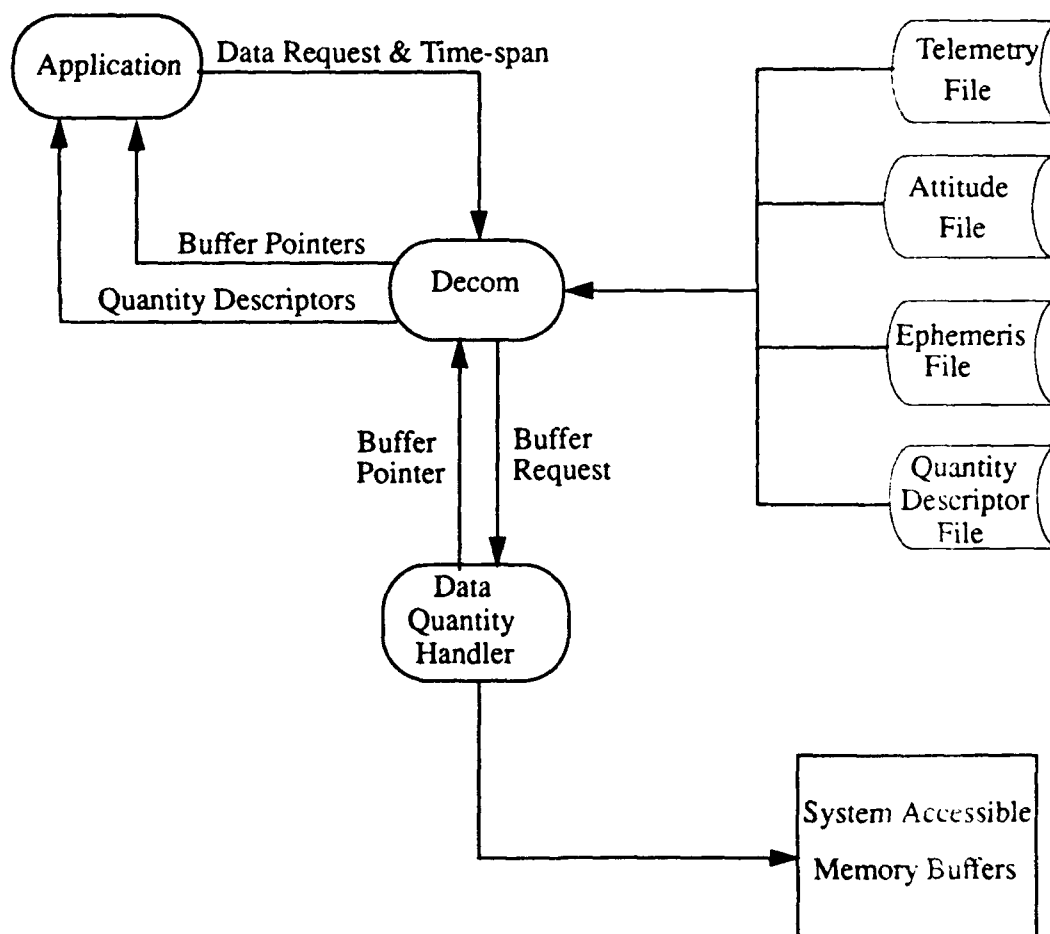 Application
Data Request & Time-span
Telemetry
File
Attitude
File
Buffer Pointers
Quantity Descriptors
Decom
Ephemeris
File
Buffer
Pointer
Buffer
Request
Quantity
Descriptor
File
Data
Quantity
Handler
System Accessible
Memory Buffers